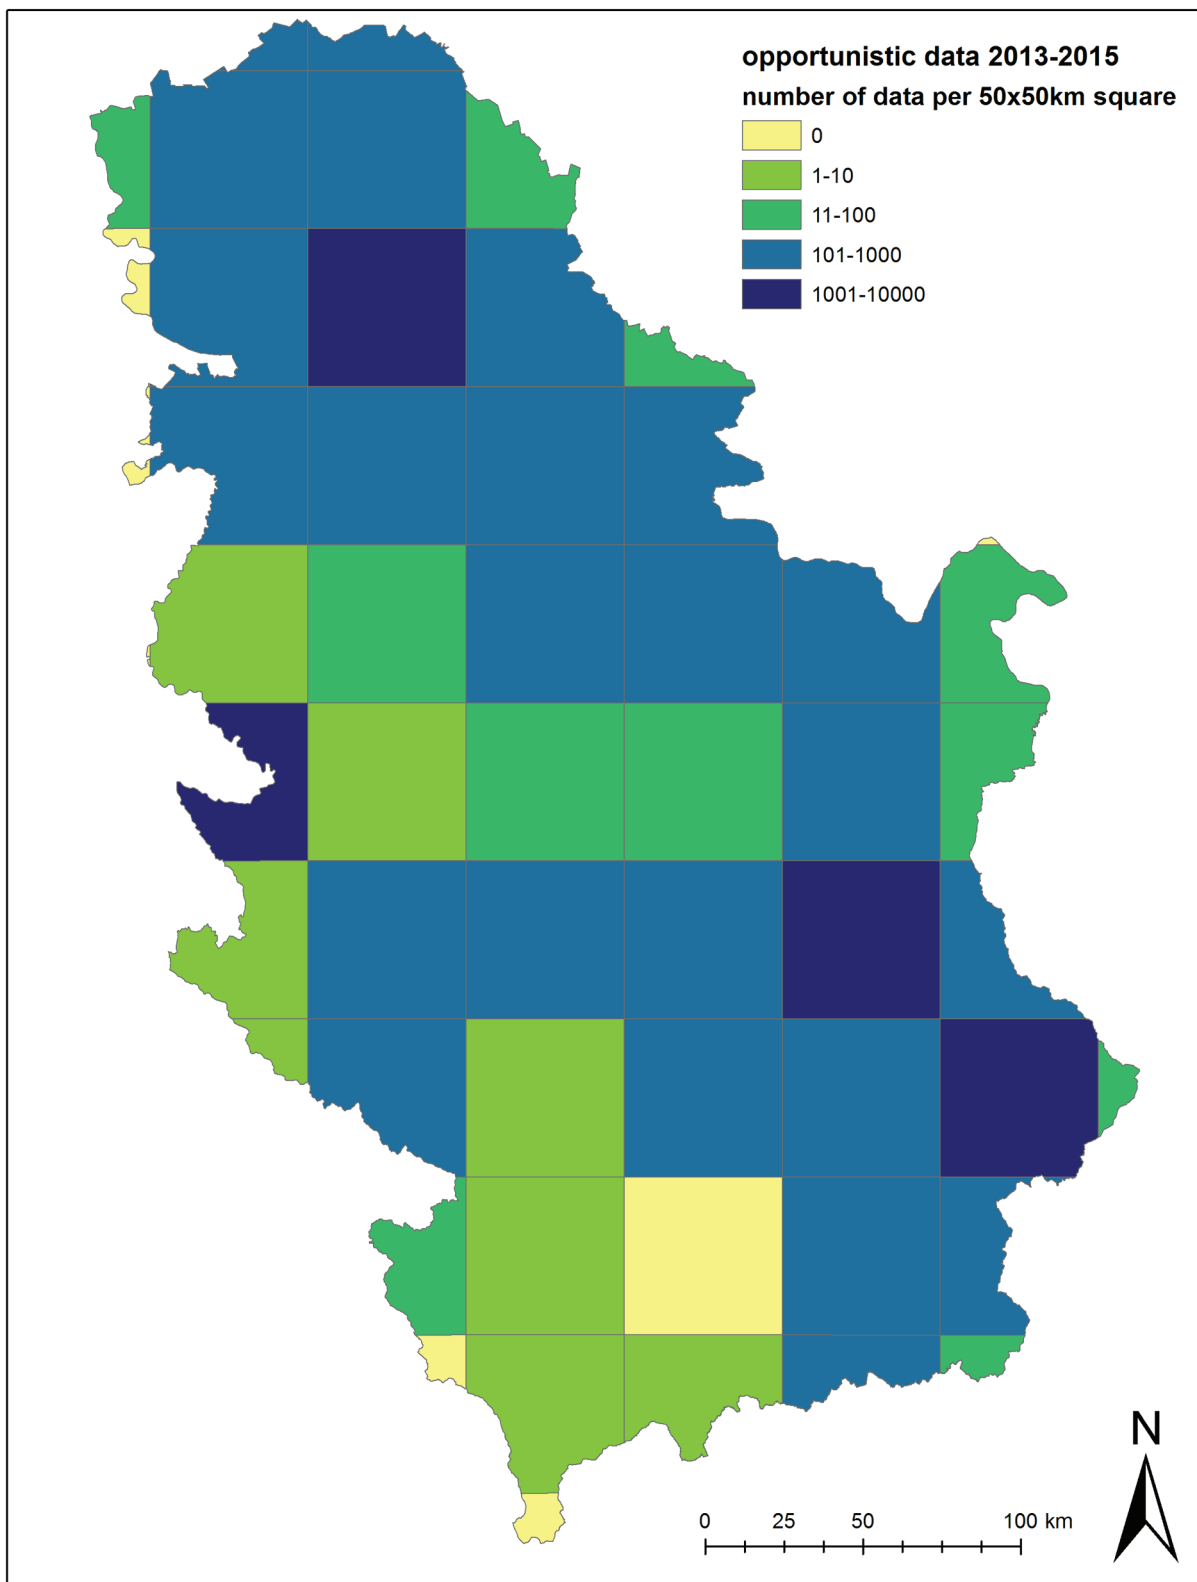 opportunistic data 2013-2015
number of data per 50x50km square
0
1-10
11-100
101-1000
1001-10000
N
0 25 50 100 km